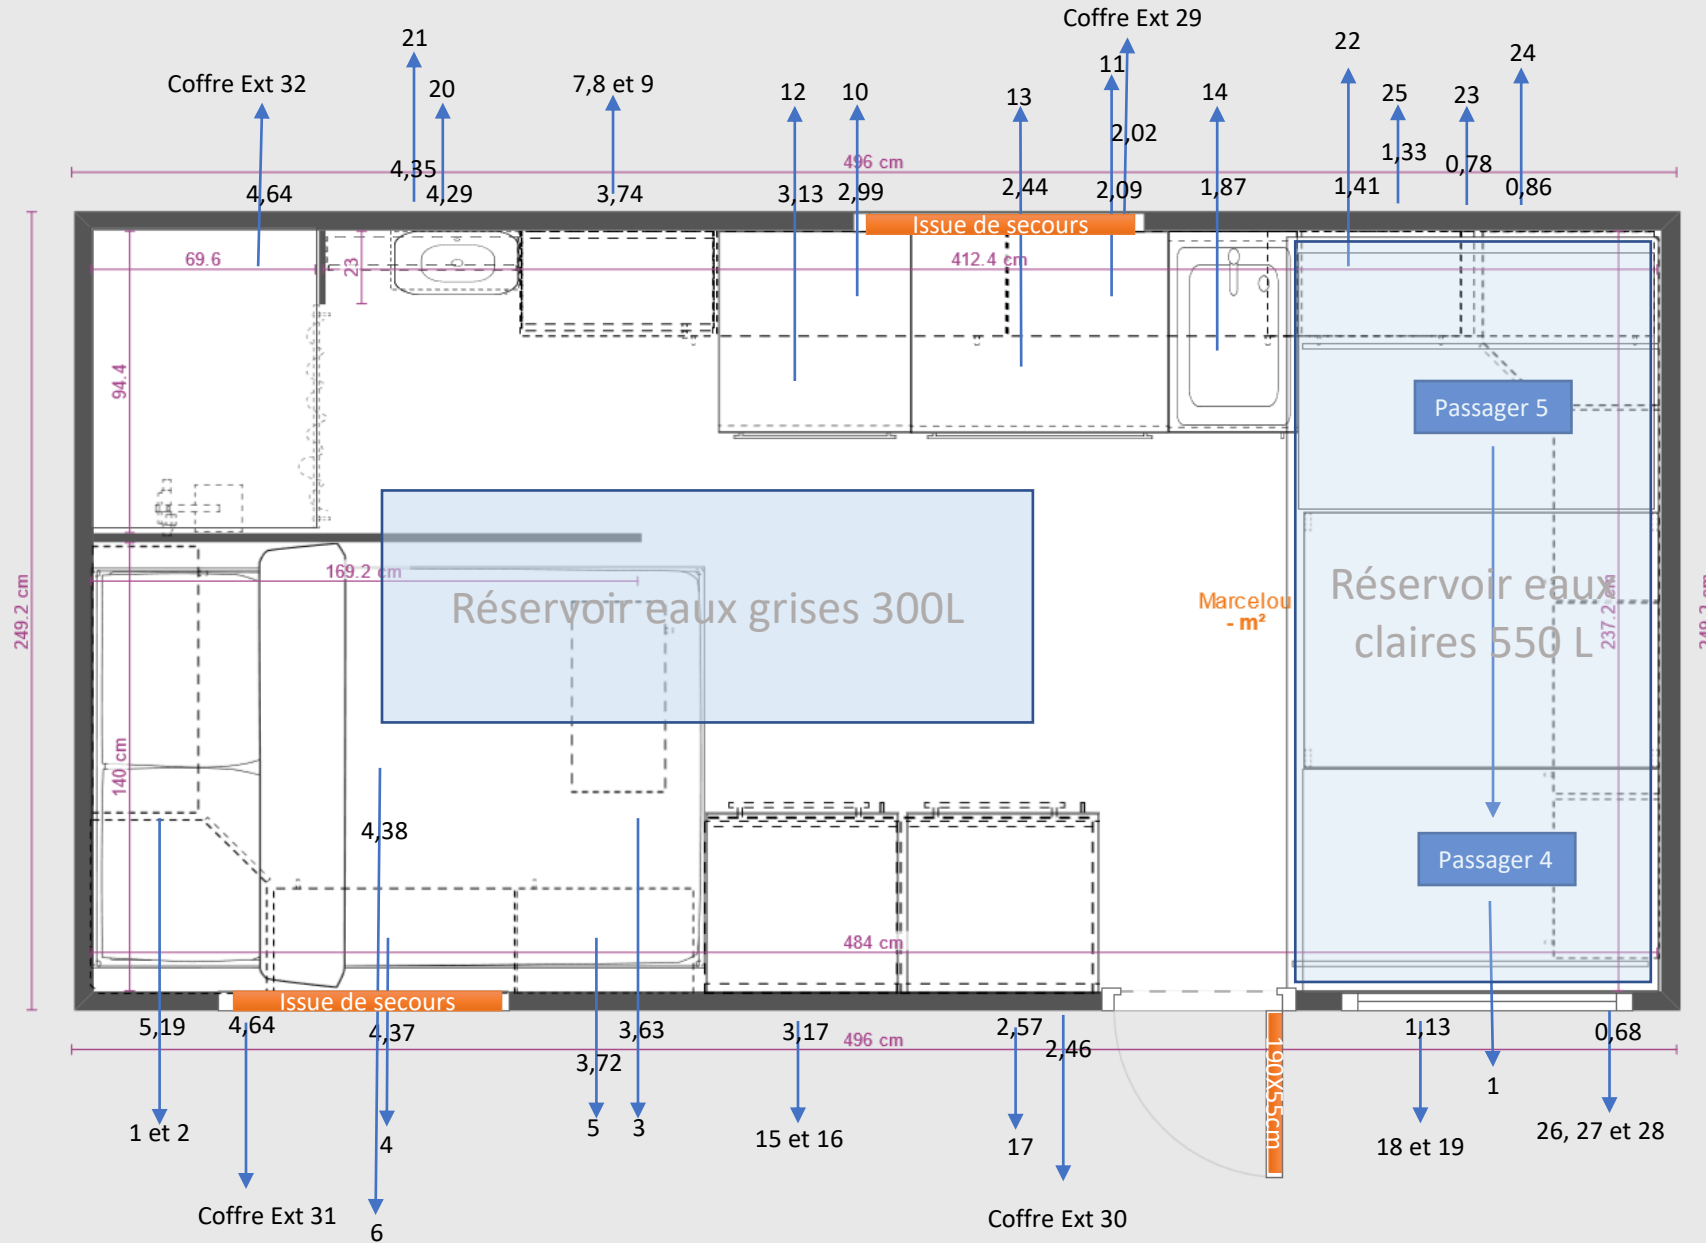 Coffre Ext 29
21
22
24
Coffre Ext 32
20
7,8 et 9
12
10
13
11
14
25
23
2,02
4,35
496 cm
1,33
0,78
4,64
4,29
3,74
3,13
2,99
2,44
2,09
1,87
1,41
0,86
Issue de secours
69.6
23
412.4 cm
94.4
Passager 5
169.2 cm
249.2 cm
Réservoir eaux grises 300L
Marcelou
- m²
Réservoir eaux
claires 550 L
237.2 cm
249.2 cm
140 cm
4,38
Passager 4
484 cm
Issue de secours
5,19
4,64
4,37
3,63
3,72
3,17
496 cm
2,57
2,46
190X55cm
1,13
0,68
1 et 2
4
5
3
15 et 16
17
1
18 et 19
26, 27 et 28
Coffre Ext 31
6
Coffre Ext 30